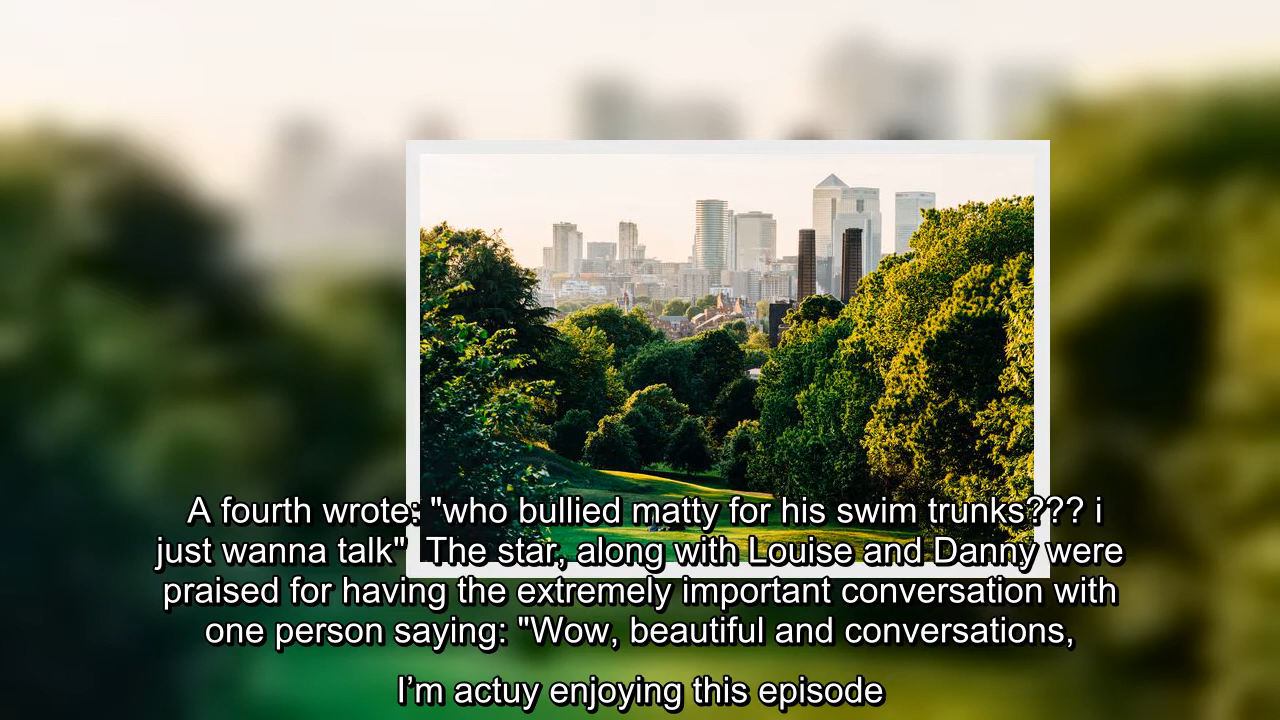 A fourth wrote: "who bullied matty for his swim trunks??? i
just wanna talk"  The star, along with Louise and Danny were
praised for having the extremely important conversation with
one person saying: "Wow, beautiful and conversations,
I’m actuy enjoying this episode